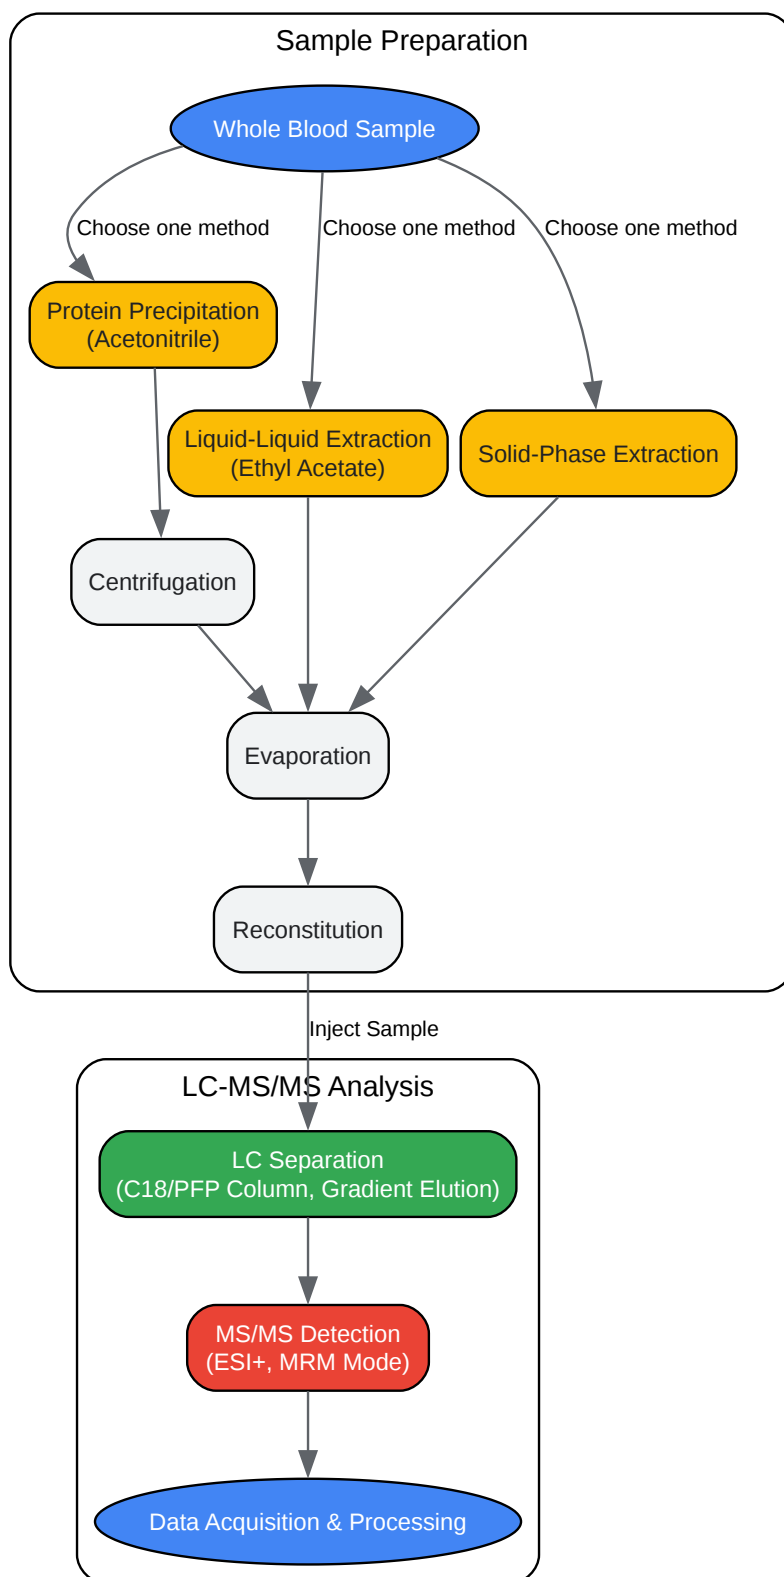 Sample Preparation
Whole Blood Sample
Choose one method
Choose one method
Choose one method
Protein Precipitation
(Acetonitrile)
Liquid-Liquid Extraction
(Ethyl Acetate)
Solid-Phase Extraction
Centrifugation
Evaporation
Reconstitution
Inject Sample
LC-MS/MS Analysis
LC Separation
(C18/PFP Column, Gradient Elution)
MS/MS Detection
(ESI+, MRM Mode)
Data Acquisition & Processing